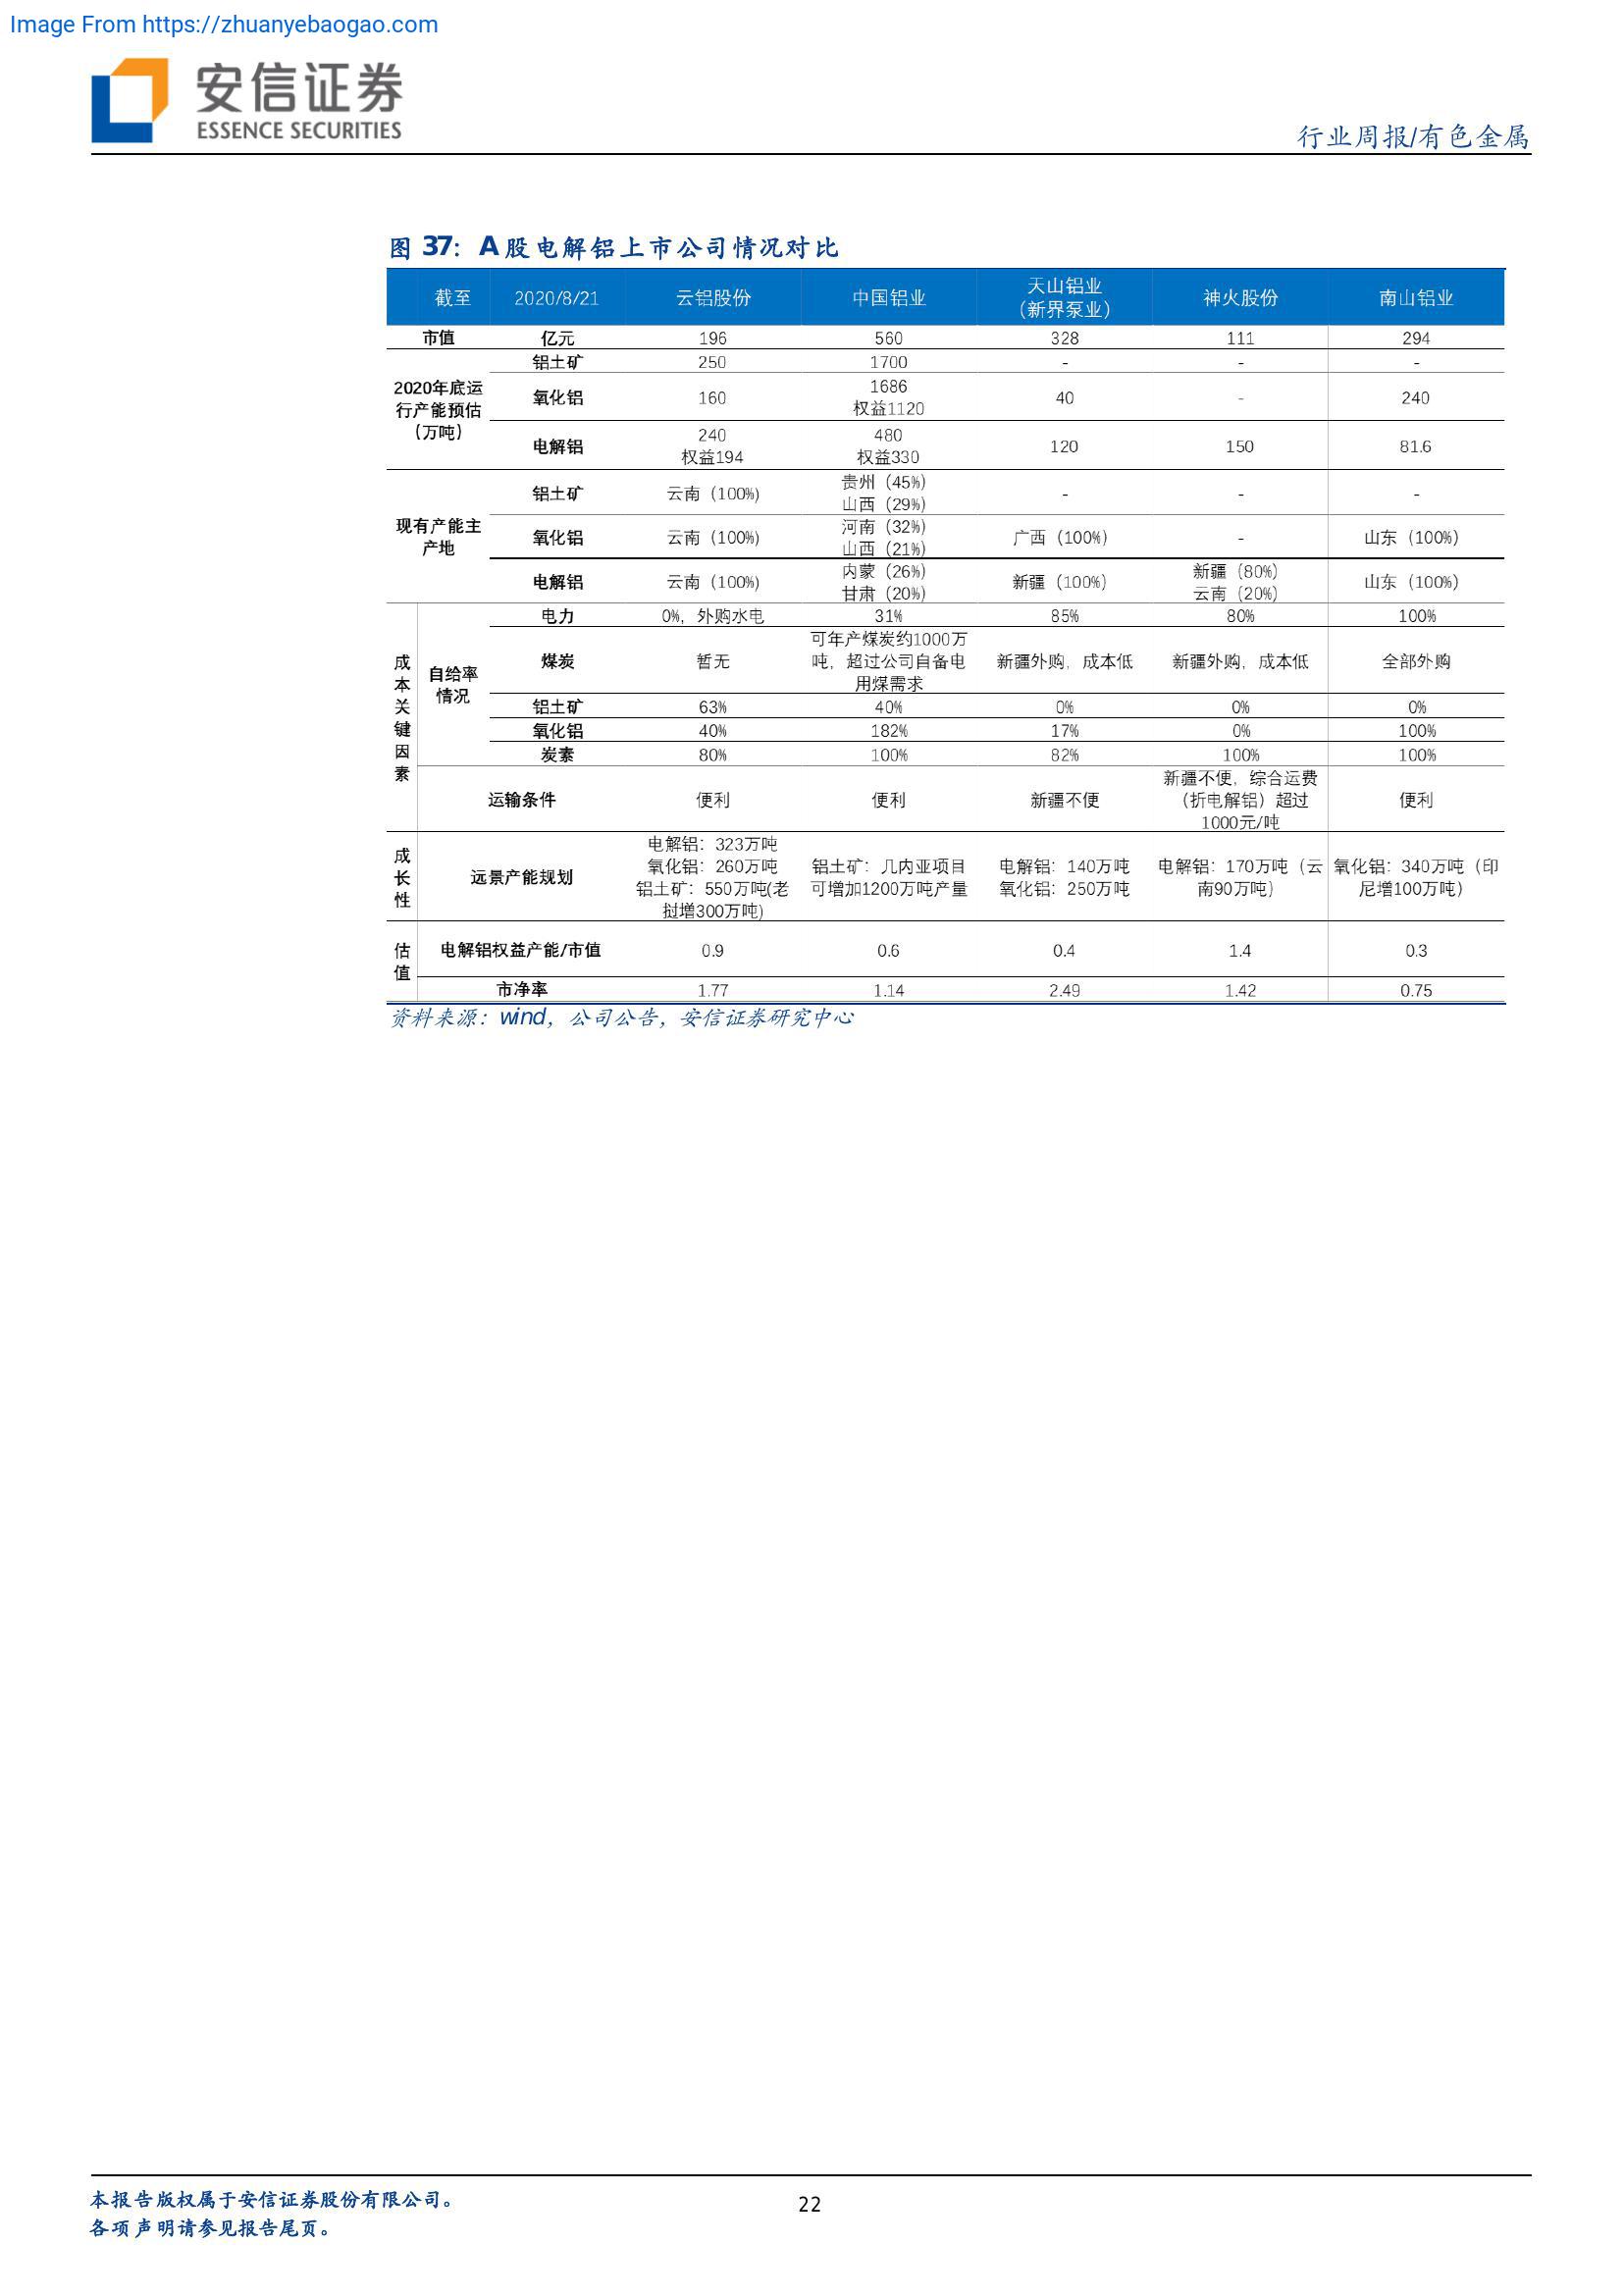 Image From https://zhuanyebaogao.com
安信证券
ESSENCE SECURITIES
行业周报/有色金属
图 37：A 股电解铝上市公司情况对比
截至 2020/8/21 云铝股份 中国铝业 天山铝业（新界泵业） 神火股份 南山铝业
市值 亿元 196 560 328 111 294
2020年底运行产能预估（万吨）
铝土矿 250 1700 - - -
氧化铝 160 1686 权益1120 40 - 240
电解铝 240 权益194 480 权益330 120 150 81.6
现有产能主产地
铝土矿 云南（100%） 贵州（45%） 山西（29%） - - -
氧化铝 云南（100%） 河南（32%） 山西（21%） 广西（100%） - 山东（100%）
电解铝 云南（100%） 内蒙（26%） 甘肃（20%） 新疆（100%） 新疆（80%） 云南（20%） 山东（100%）
成本关键因素
自给率情况
电力 0%，外购水电 31% 85% 80% 100%
煤炭 暂无 可年产煤炭约1000万吨，超过公司自备电用煤需求 新疆外购，成本低 新疆外购，成本低 全部外购
铝土矿 63% 40% 0% 0% 0%
氧化铝 40% 182% 17% 0% 100%
炭素 80% 100% 82% 100% 100%
运输条件 便利 便利 新疆不便 新疆不便，综合运费（折电解铝）超过1000元/吨 便利
成长性
远景产能规划 电解铝：323万吨 氧化铝：260万吨 铝土矿：550万吨(老挝增300万吨) 铝土矿：几内亚项目可增加1200万吨产量 电解铝：140万吨 氧化铝：250万吨 电解铝：170万吨（云南90万吨） 氧化铝：340万吨（印尼增100万吨）
估值
电解铝权益产能/市值 0.9 0.6 0.4 1.4 0.3
市净率 1.77 1.14 2.49 1.42 0.75
资料来源：wind，公司公告，安信证券研究中心
本报告版权属于安信证券股份有限公司。
各项声明请参见报告尾页。
22